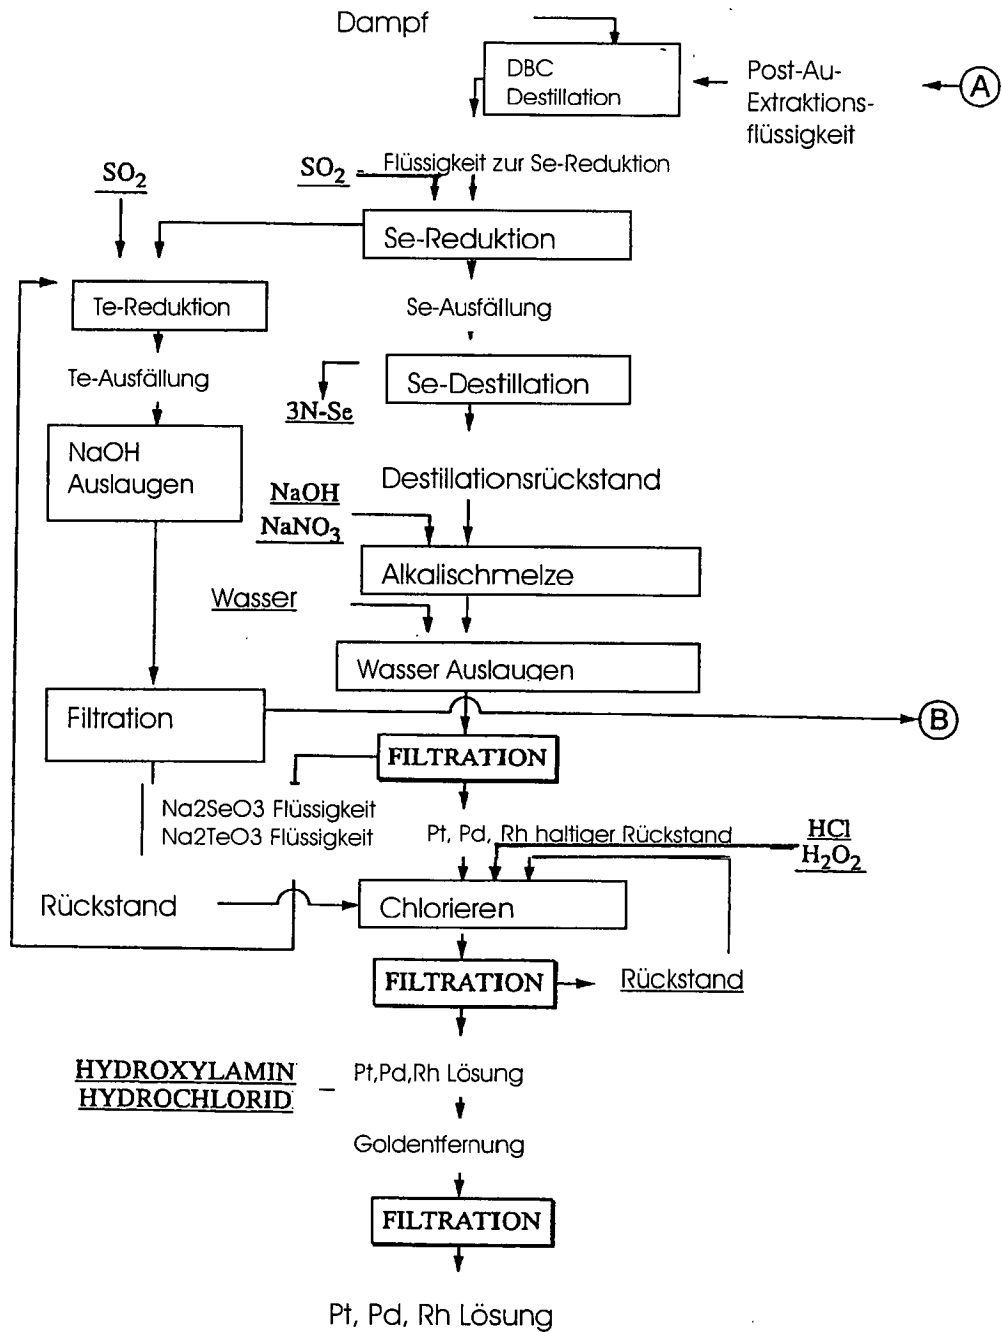 Dampf
DBC
Destillation
Post-Au-
Extraktions-
flüssigkeit
A
SO2
SO2
Flüssigkeit zur Se-Reduktion
Se-Reduktion
Te-Reduktion
Se-Ausfällung
Te-Ausfällung
Se-Destillation
3N-Se
NaOH
Auslaugen
Destillationsrückstand
NaOH
NaNO3
Alkalischmelze
Wasser
Wasser Auslaugen
Filtration
B
FILTRATION
Na2SeO3 Flüssigkeit
Na2TeO3 Flüssigkeit
Pt, Pd, Rh haltiger Rückstand
HCl
H2O2
Rückstand
Chlorieren
FILTRATION
Rückstand
HYDROXYLAMIN
HYDROCHLORID
Pt,Pd,Rh Lösung
Goldentfernung
FILTRATION
Pt, Pd, Rh Lösung